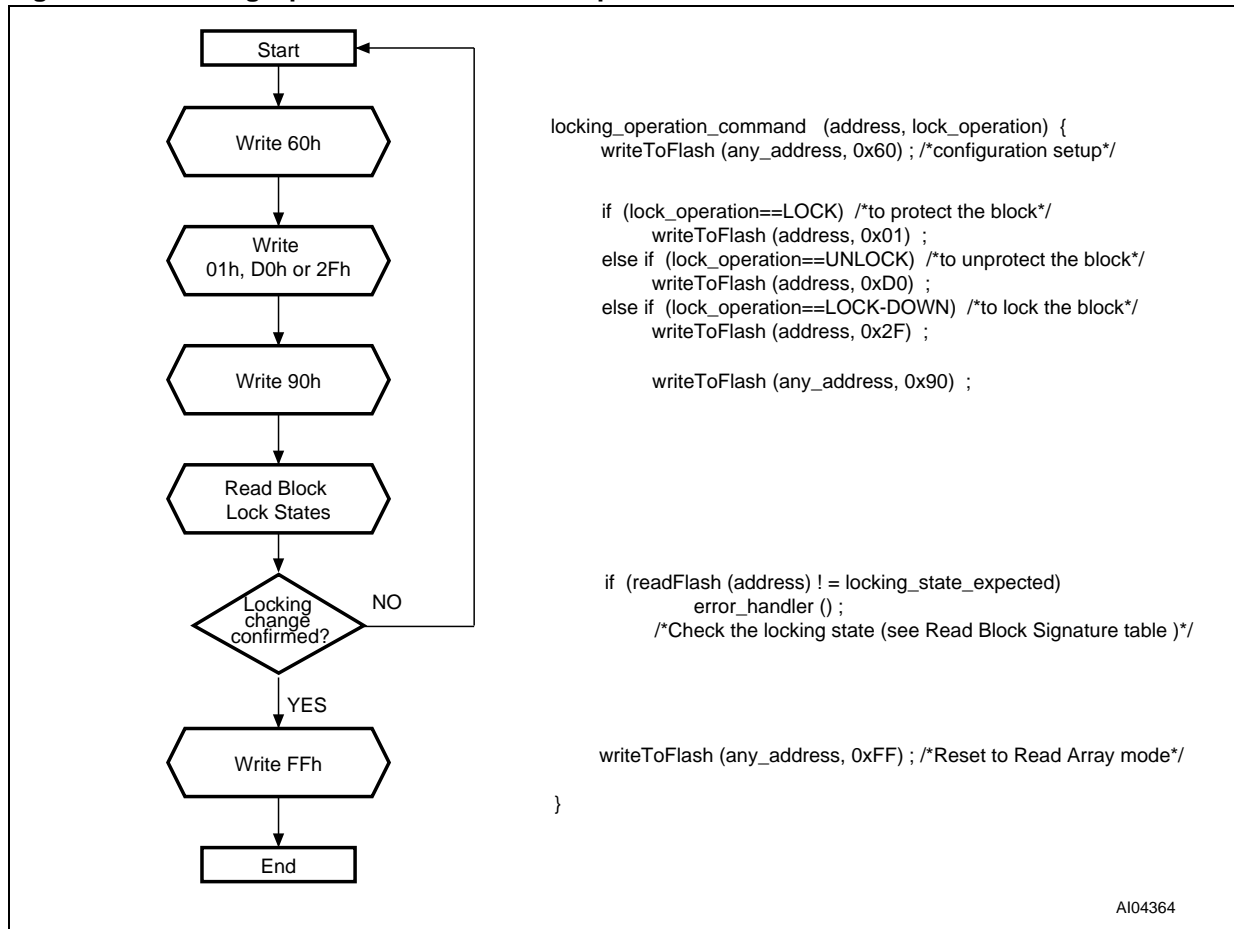 Start
Write 60h
Write
01h, D0h or 2Fh
Write 90h
Read Block
Lock States
Locking
change
confirmed?
NO
YES
Write FFh
End
locking_operation_command (address, lock_operation) {
writeToFlash (any_address, 0x60) ; /*configuration setup*/
if (lock_operation==LOCK) /*to protect the block*/
writeToFlash (address, 0x01) ;
else if (lock_operation==UNLOCK) /*to unprotect the block*/
writeToFlash (address, 0xD0) ;
else if (lock_operation==LOCK-DOWN) /*to lock the block*/
writeToFlash (address, 0x2F) ;
writeToFlash (any_address, 0x90) ;
if (readFlash (address) ! = locking_state_expected)
error_handler () ;
/*Check the locking state (see Read Block Signature table )*/
writeToFlash (any_address, 0xFF) ; /*Reset to Read Array mode*/
}
AI04364